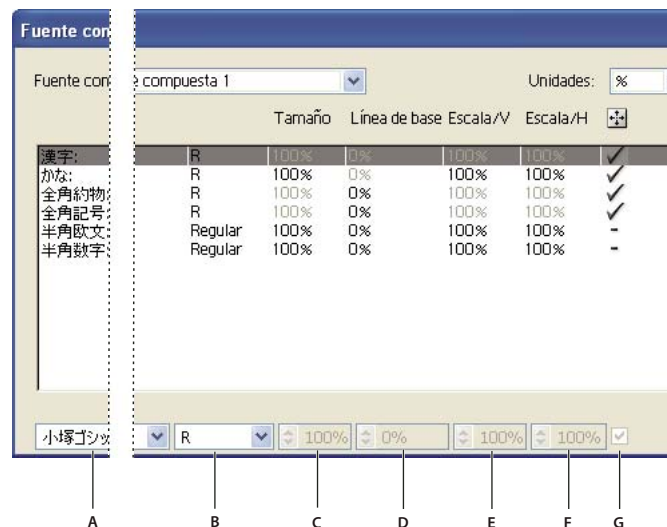 Fuente con
Fuente con e compuesta 1 Unidades: %
Tamaño Línea de base Escala/V Escala/H
漢字: R 100% 0% 100% 100%
かな: R 100% 0% 100% 100%
全角約物: R 100% 0% 100% 100%
全角記号: R 100% 0% 100% 100%
半角欧文: Regular 100% 0% 100% 100% -
半角数字: Regular 100% 0% 100% 100% -
小塚ゴシッ R 100% 0% 100% 100%
A B C D E F G